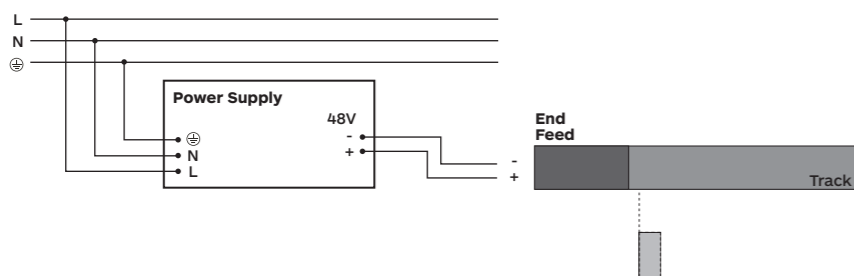 L
N
Power Supply
48V
-
+
N
L
End
Feed
-
+
Track